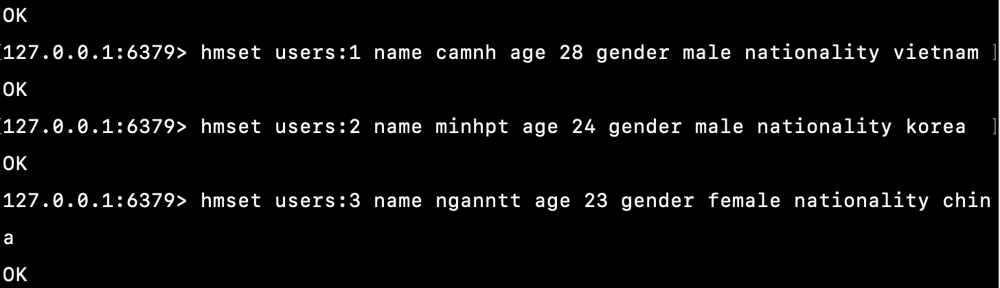 OK
[127.0.0.1:6379> hmset users:1 name camnh age 28 gender male nationality vietnam ]
OK
[127.0.0.1:6379> hmset users:2 name minhpt age 24 gender male nationality korea ]
OK
127.0.0.1:6379> hmset users:3 name nganntt age 23 gender female nationality chin
a
OK